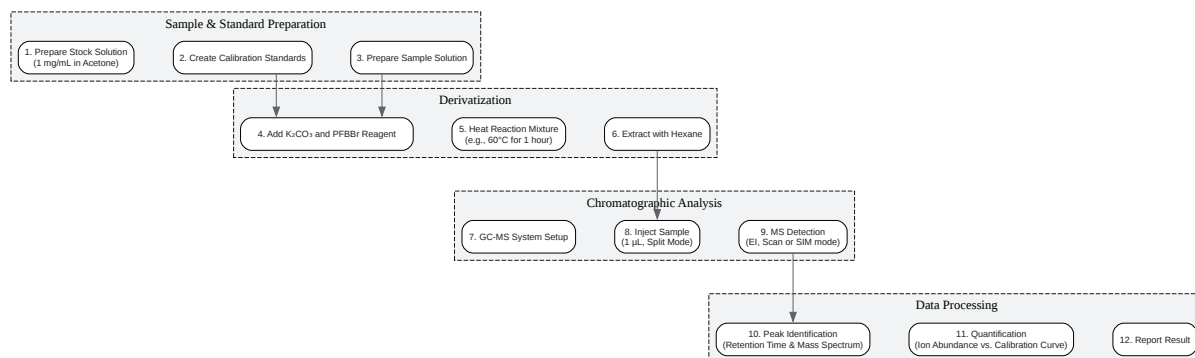 Sample & Standard Preparation
1. Prepare Stock Solution
(1 mg/mL in Acetone)
2. Create Calibration Standards
3. Prepare Sample Solution
Derivatization
4. Add K₂CO₃ and PFBBr Reagent
5. Heat Reaction Mixture
(e.g., 60°C for 1 hour)
6. Extract with Hexane
Chromatographic Analysis
7. GC-MS System Setup
8. Inject Sample
(1 µL, Split Mode)
9. MS Detection
(EI, Scan or SIM mode)
Data Processing
10. Peak Identification
(Retention Time & Mass Spectrum)
11. Quantification
(Ion Abundance vs. Calibration Curve)
12. Report Result